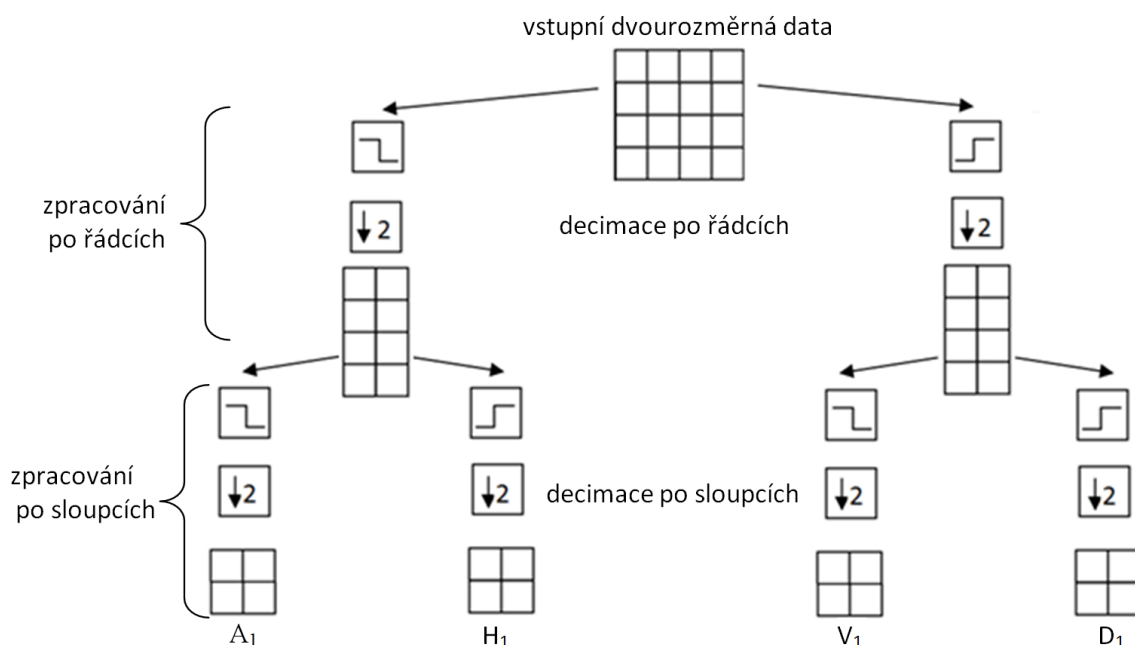 vstupní dvourozměrná data
zpracování
po řádcích
↓2
decimace po řádcích
↓2
zpracování
po sloupcích
↓2
↓2
decimace po sloupcích
↓2
↓2
A₁
H₁
V₁
D₁